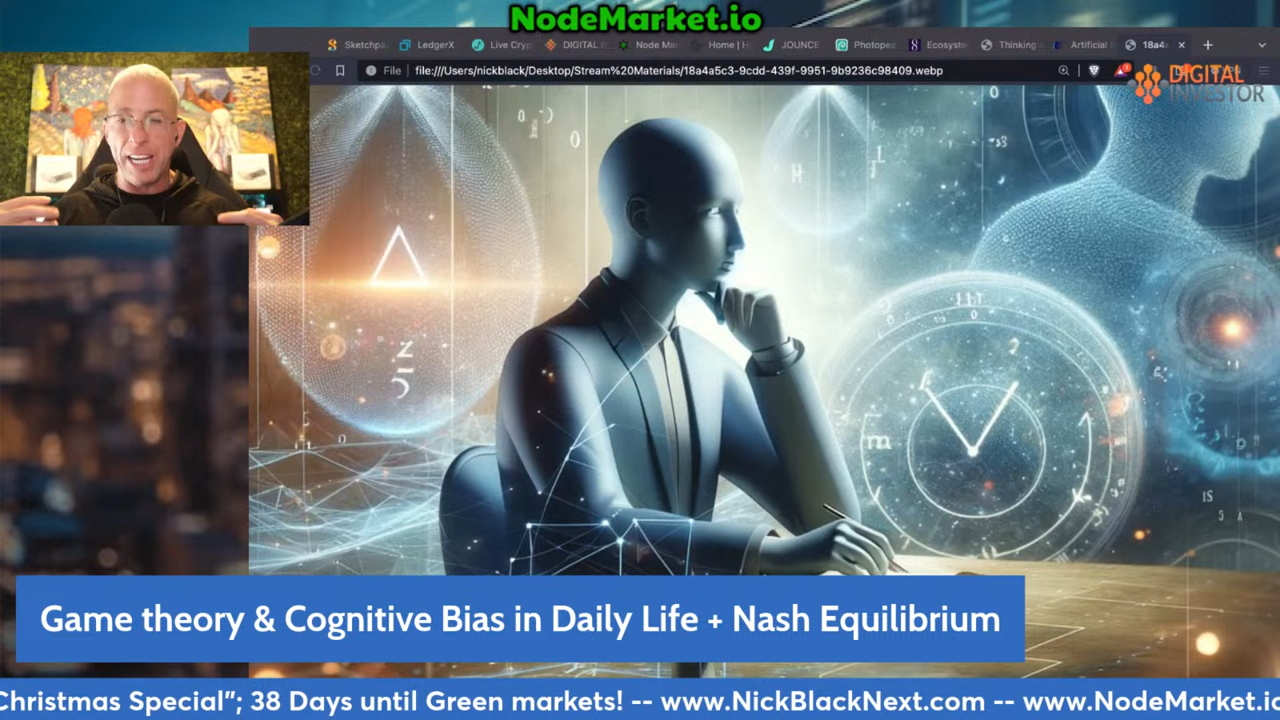 NodeMarket.io
Sketchpa
LedgerX
Live Cryp
DIGITAL
Node Mar
Home | H
JOUNCE
Photopea
Ecosyste
Thinking
Artificial
18a4
File
file:///Users/nickblack/Desktop/Stream%20Materials/18a4a5c3-9cdd-439f-9951-9b9236c98409.webp
DIGITAL
INVESTOR
Game theory & Cognitive Bias in Daily Life + Nash Equilibrium
Christmas Special"; 38 Days until Green markets! -- www.NickBlackNext.com -- www.NodeMarket.io